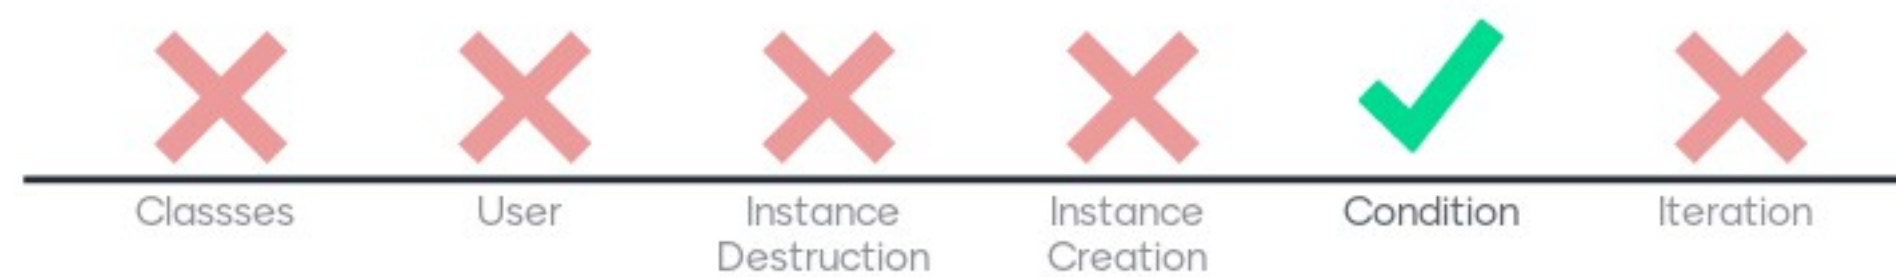 Classses
User
Instance
Destruction
Instance
Creation
Condition
Iteration